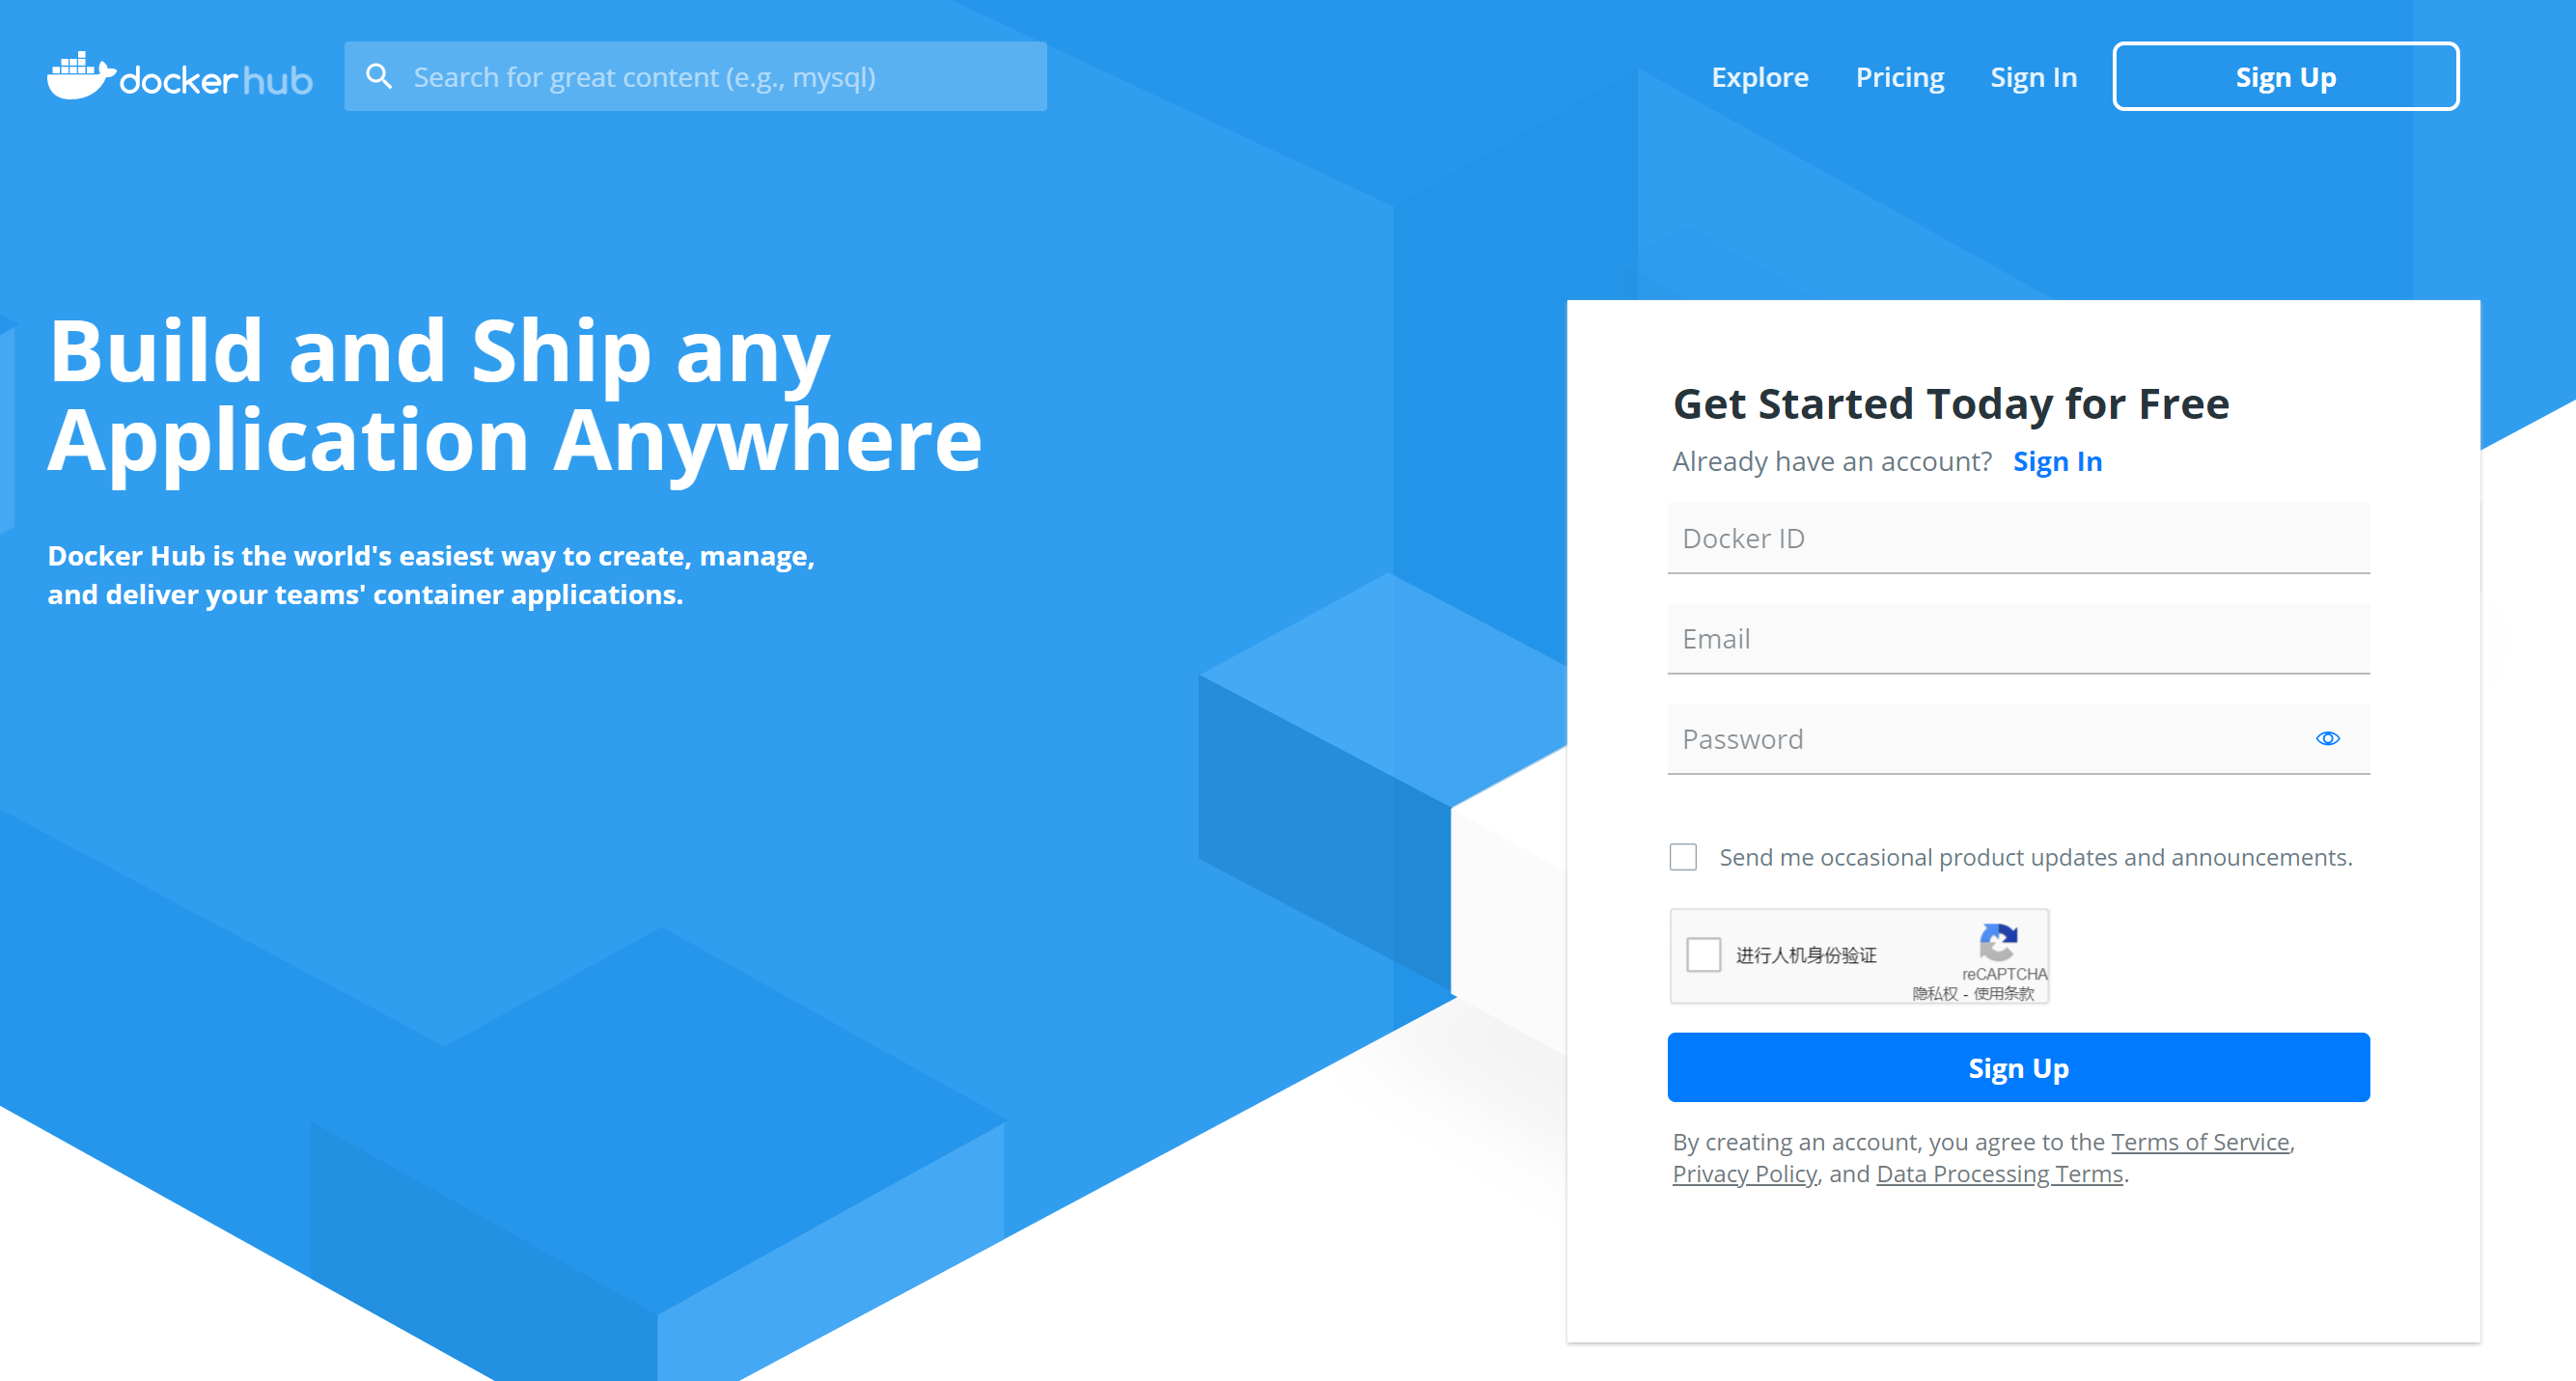 docker hub
Search for great content (e.g., mysql)
Explore
Pricing
Sign In
Sign Up
Build and Ship any
Application Anywhere
Docker Hub is the world's easiest way to create, manage,
and deliver your teams' container applications.
Get Started Today for Free
Already have an account? Sign In
Docker ID
Email
Password
Send me occasional product updates and announcements.
进行人机身份验证
reCAPTCHA
隐私权 - 使用条款
Sign Up
By creating an account, you agree to the Terms of Service,
Privacy Policy, and Data Processing Terms.